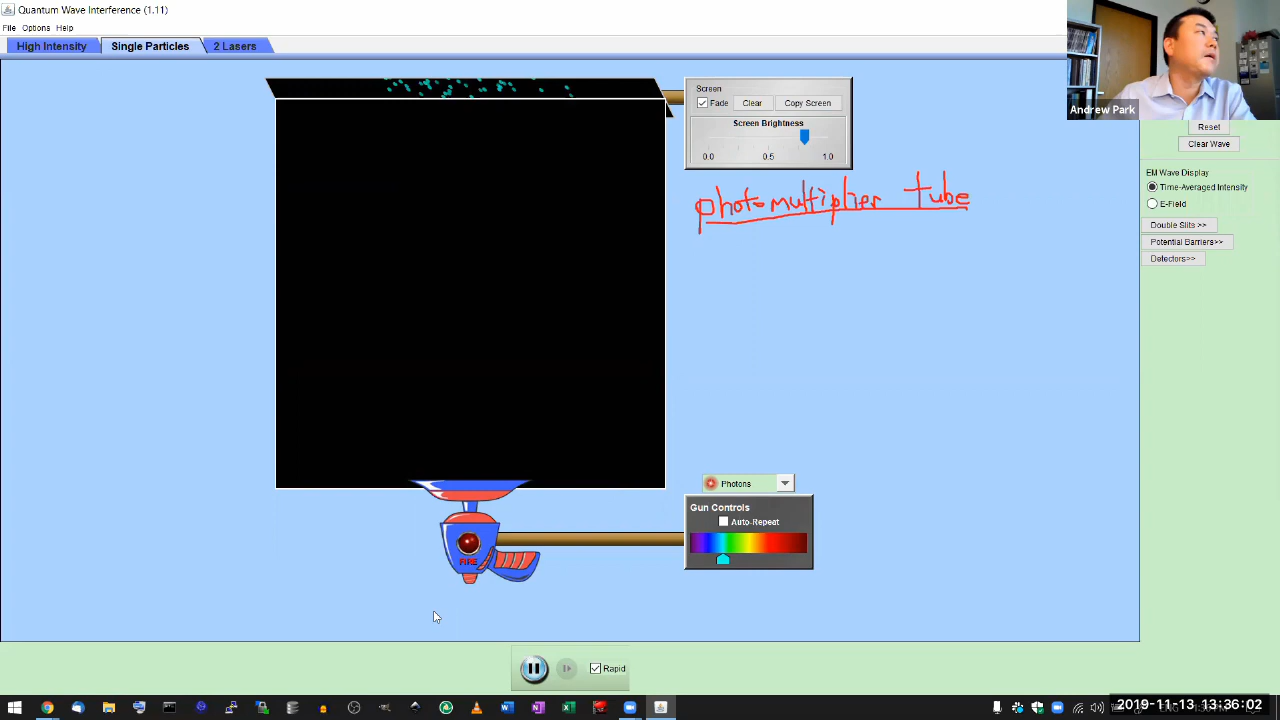 Quantum Wave Interference (1.11)
File Options Help
High Intensity Single Particles 2 Lasers
Screen
Fade Clear Copy Screen
Screen Brightness
0.0 0.5 1.0
photomultiplier tube
Andrew Park
Reset
Clear Wave
EM Wave Display
Time-Averaged Intensity
E-Field
Double Slits >>
Potential Barriers>>
Detectors>>
Photons
Gun Controls
Auto-Repeat
FIRE
Rapid
2019-11-13 13:36:02